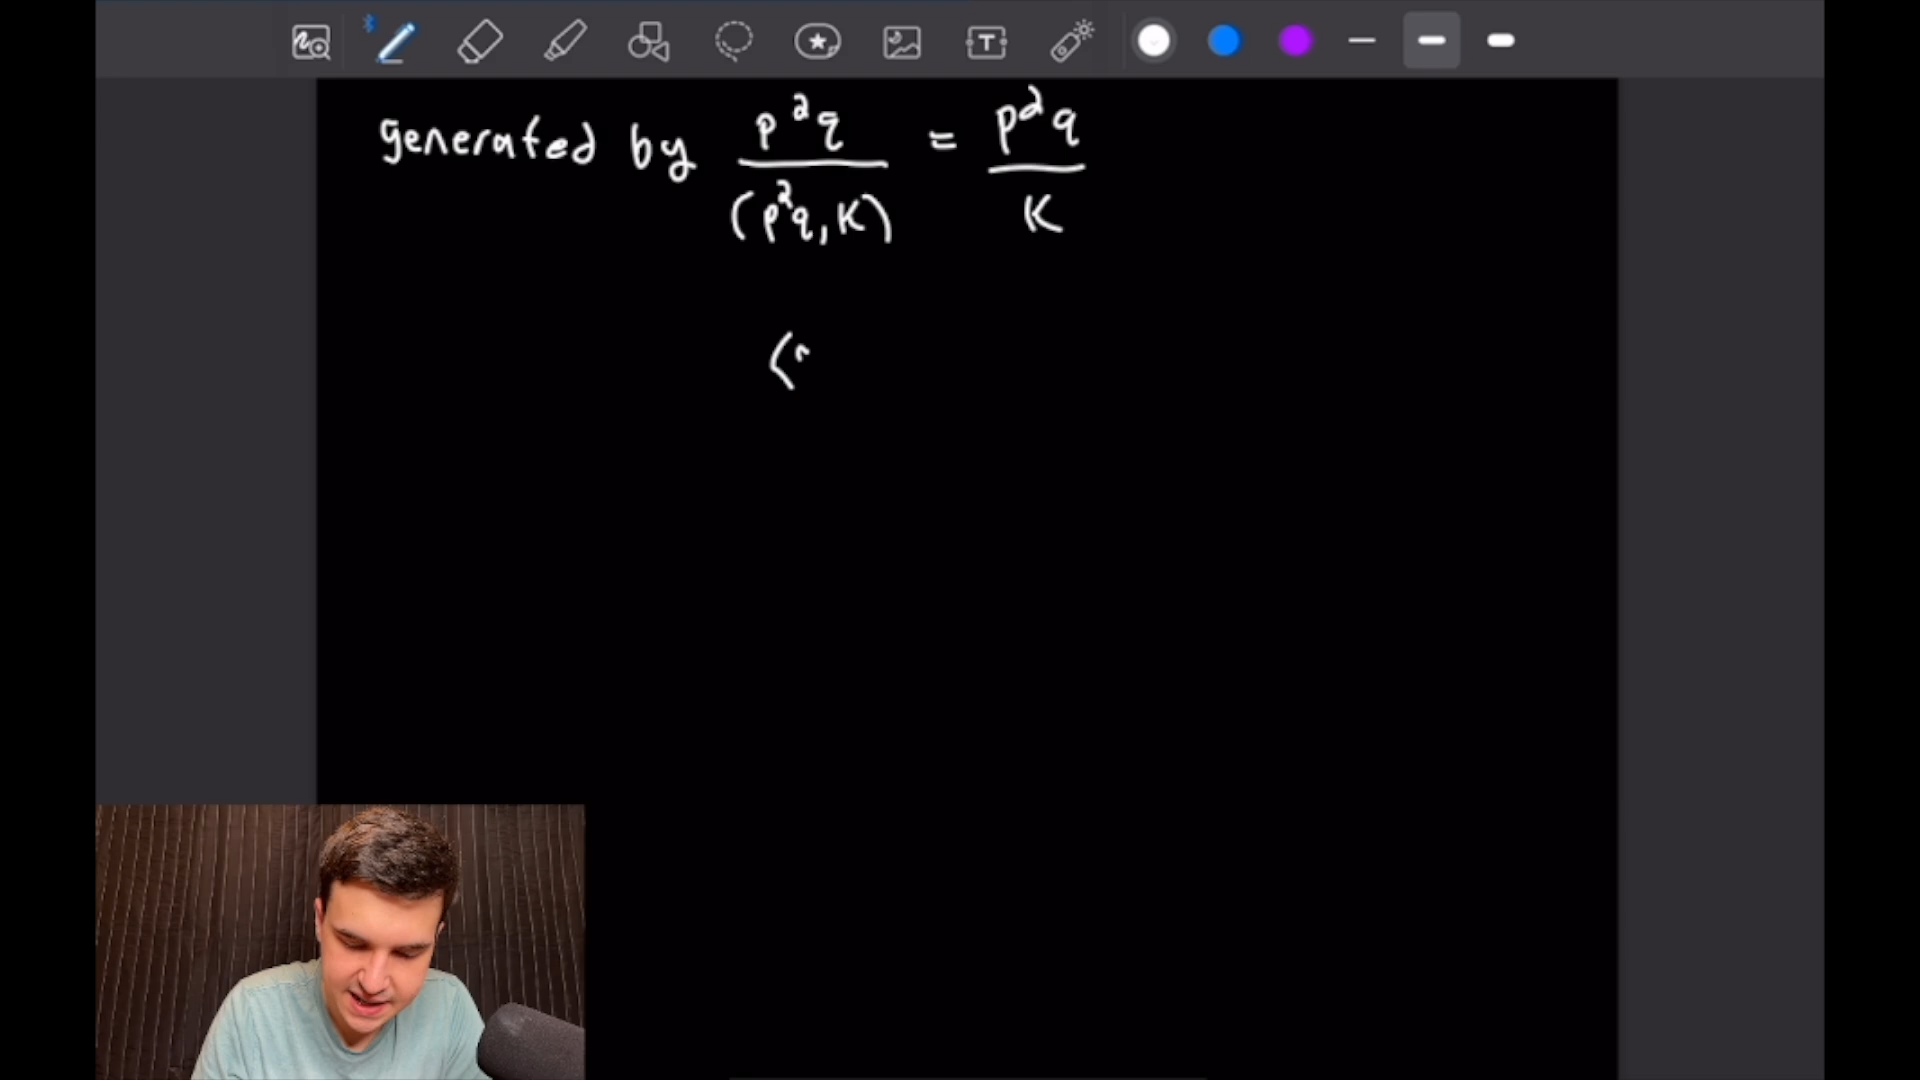 generated by p²q / (p²q, K) = p²q / K
(